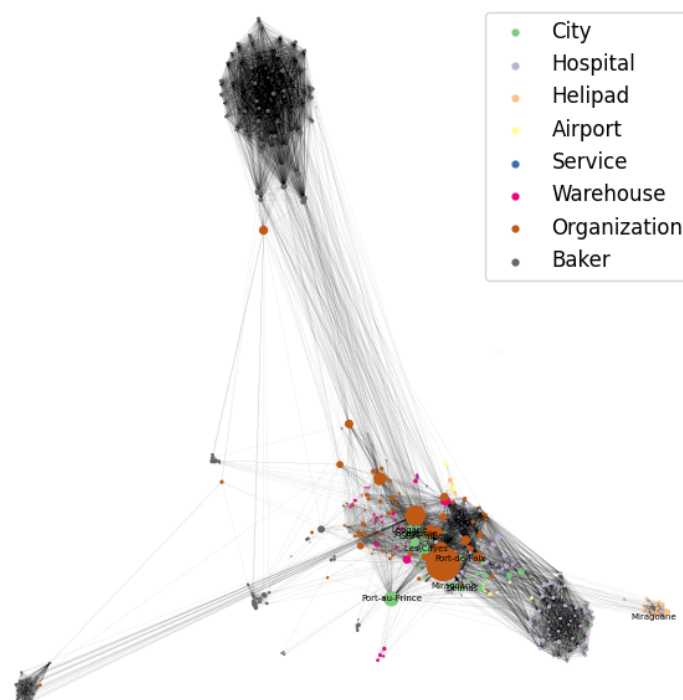 City
Hospital
Helipad
Airport
Service
Warehouse
Organization
Baker
Les Cayes
Port-de-Paix
Port-au-Prince
Miragoane